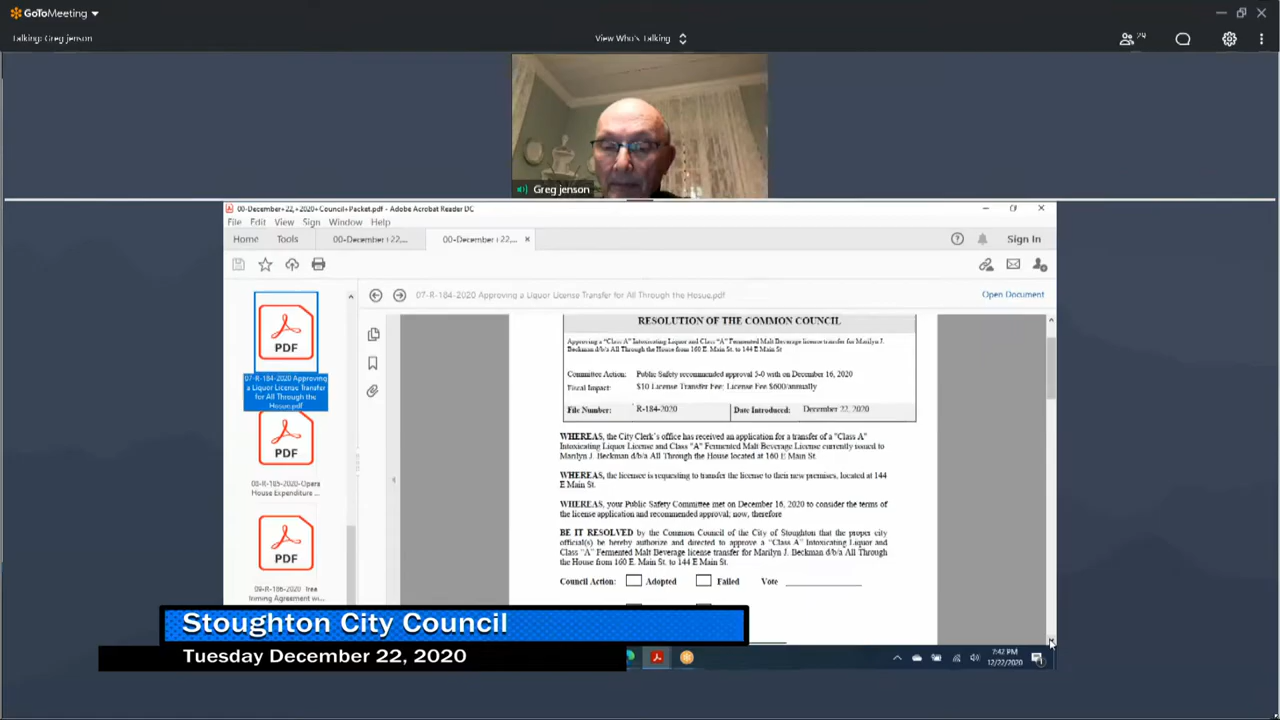 GoToMeeting
Talking: Greg jenson
View Who's Talking
Greg jenson
00-December+22,+2020+Council+Packet.pdf - Adobe Acrobat Reader DC
File Edit View Sign Window Help
Home Tools 00-December+22,... 00-December+22,...
Sign In
07-R-184-2020 Approving a Liquor License Transfer for All Through the Hosue.pdf
Open Document
PDF
07-R-184-2020 Approving
a Liquor License Transfer
for All Through the
Hosue.pdf
PDF
08-R-185-2020-Opera
House Expenditure ...
PDF
09-R-186-2020 Tree
RESOLUTION OF THE COMMON COUNCIL
Approving a "Class A" Intoxicating Liquor and Class "A" Fermented Malt Beverage license transfer for Marilyn J.
Beckman d/b/a All Through the House from 160 E. Main St. to 144 E Main St
Committee Action: Public Safety recommended approval 5-0 with on December 16, 2020
Fiscal Impact: $10 License Transfer Fee; License Fee $600/annually
File Number: R-184-2020 Date Introduced: December 22, 2020
WHEREAS, the City Clerk's office has received an application for a transfer of a "Class A"
Intoxicating Liquor License and Class "A" Fermented Malt Beverage License currently issued to
Marilyn J. Beckman d/b/a All Through the House located at 160 E Main St.
WHEREAS, the licensee is requesting to transfer the license to their new premises, located at 144
E Main St.
WHEREAS, your Public Safety Committee met on December 16, 2020 to consider the terms of
the license application and recommended approval; now, therefore
BE IT RESOLVED by the Common Council of the City of Stoughton that the proper city
official(s) be hereby authorize and directed to approve a "Class A" Intoxicating Liquor and
Class "A" Fermented Malt Beverage license transfer for Marilyn J. Beckman d/b/a All Through
the House from 160 E. Main St. to 144 E Main St.
Council Action: Adopted Failed Vote
Stoughton City Council
Tuesday December 22, 2020
7:42 PM
12/22/2020